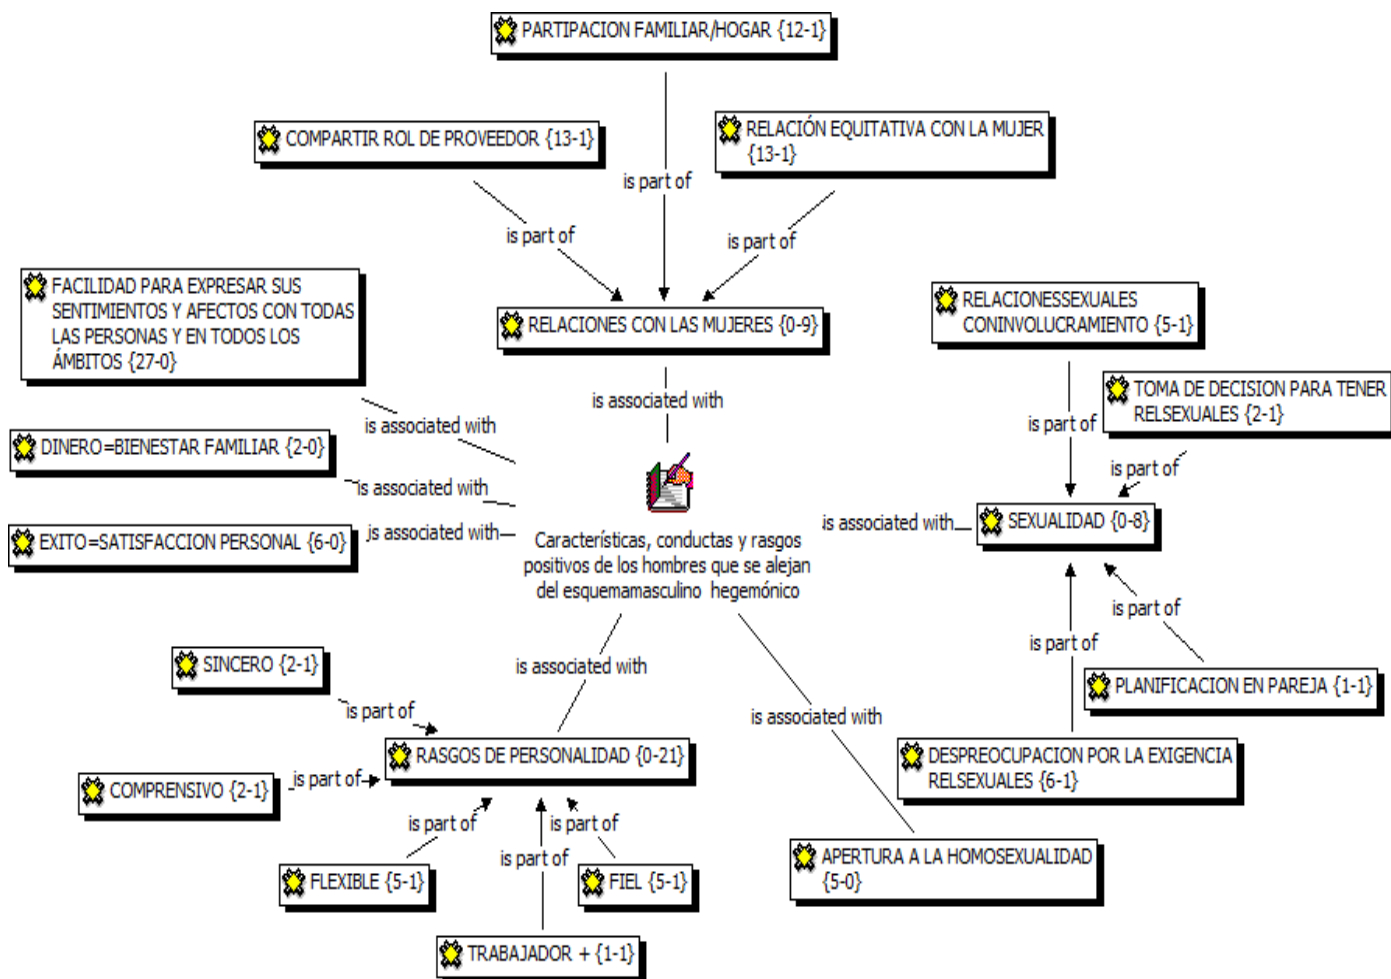 PARTIPACION FAMILIAR/HOGAR {12-1}
COMPARTIR ROL DE PROVEEDOR {13-1}
RELACIÓN EQUITATIVA CON LA MUJER
{13-1}
is part of
is part of
is part of
FACILIDAD PARA EXPRESAR SUS
SENTIMIENTOS Y AFECTOS CON TODAS
LAS PERSONAS Y EN TODOS LOS
ÁMBITOS {27-0}
RELACIONES CON LAS MUJERES {0-9}
RELACIONESSEXUALES
CONINVOLUCRAMIENTO {5-1}
TOMA DE DECISION PARA TENER
RELSEXUALES {2-1}
is associated with
is associated with
is part of
DINERO=BIENESTAR FAMILIAR {2-0}
is associated with
is part of
EXITO=SATISFACCION PERSONAL {6-0}
is associated with
is associated with
SEXUALIDAD {0-8}
Características, conductas y rasgos
positivos de los hombres que se alejan
del esquemamasculino hegemónico
is part of
is part of
SINCERO {2-1}
is associated with
PLANIFICACION EN PAREJA {1-1}
is part of
is associated with
RASGOS DE PERSONALIDAD {0-21}
DESPREOCUPACION POR LA EXIGENCIA
RELSEXUALES {6-1}
COMPRENSIVO {2-1}
is part of
is part of
is part of
is part of
FLEXIBLE {5-1}
FIEL {5-1}
APERTURA A LA HOMOSEXUALIDAD
{5-0}
TRABAJADOR + {1-1}